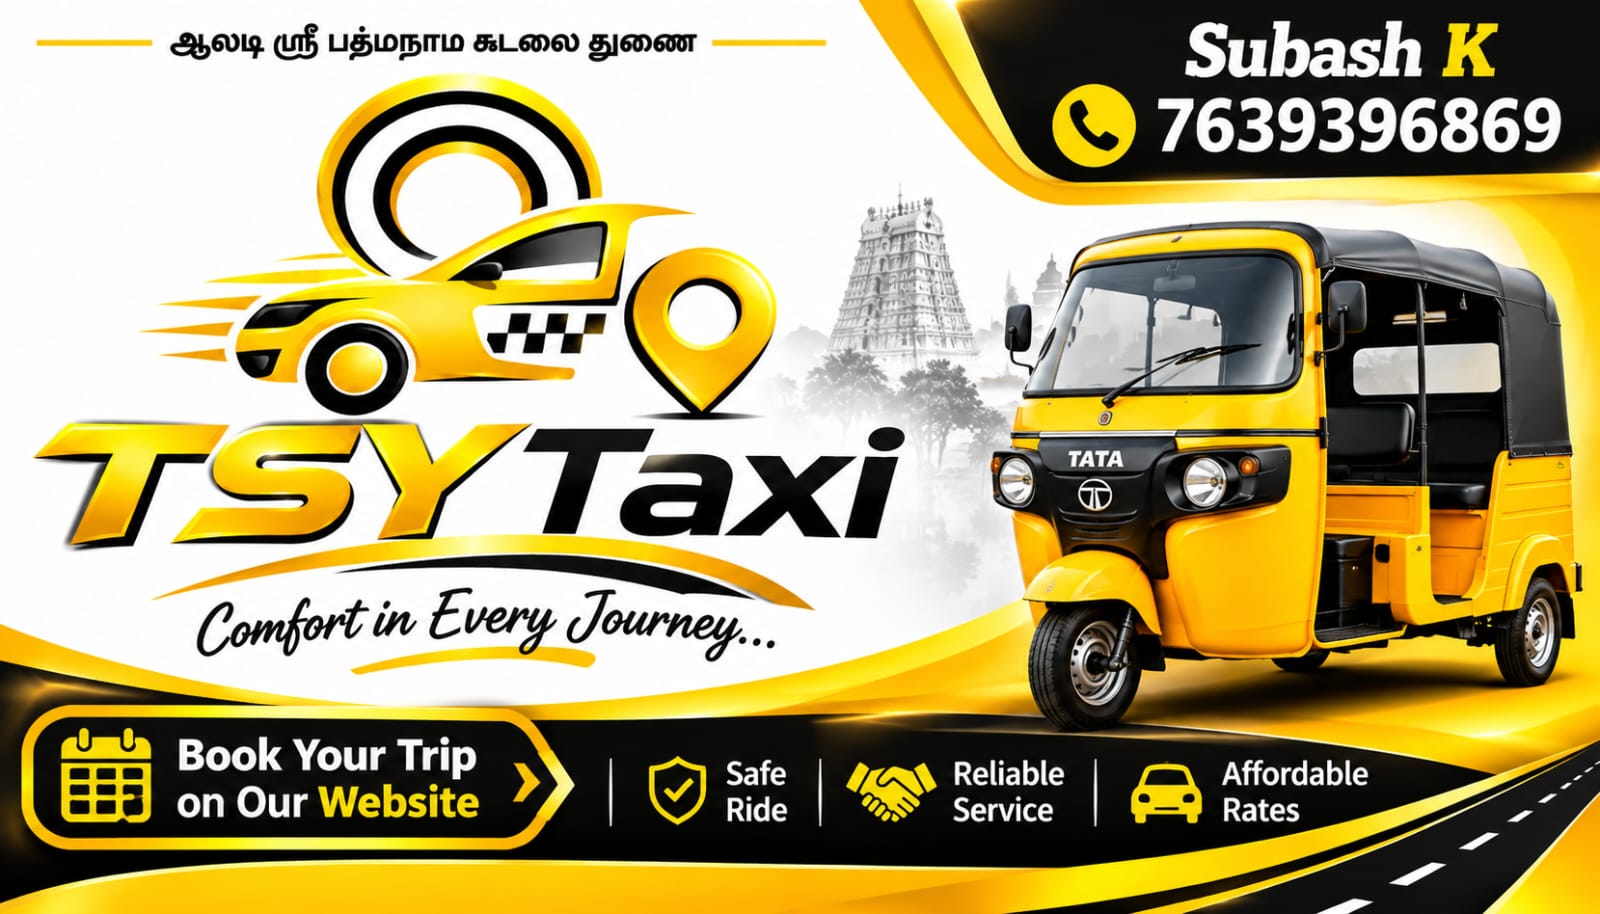 ஆலடி ஸ்ரீ பத்மநாம சுடலை துணை
Subash K
7639396869
TSY Taxi
Comfort in Every Journey...
TATA
Book Your Trip
on Our Website
Safe
Ride
Reliable
Service
Affordable
Rates